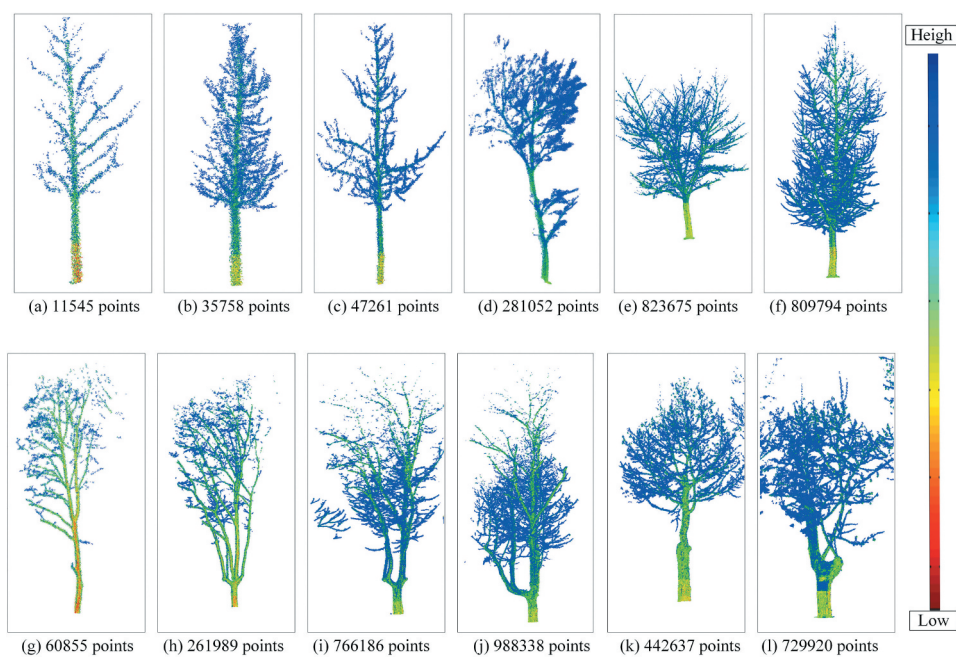 Heigh
(a) 11545 points
(b) 35758 points
(c) 47261 points
(d) 281052 points
(e) 823675 points
(f) 809794 points
(g) 60855 points
(h) 261989 points
(i) 766186 points
(j) 988338 points
(k) 442637 points
(l) 729920 points
Low